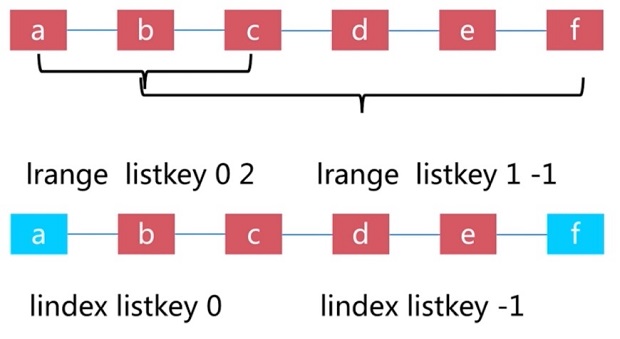 a b c d e f
lrange listkey 0 2 lrange listkey 1 -1
a b c d e f
lindex listkey 0 lindex listkey -1